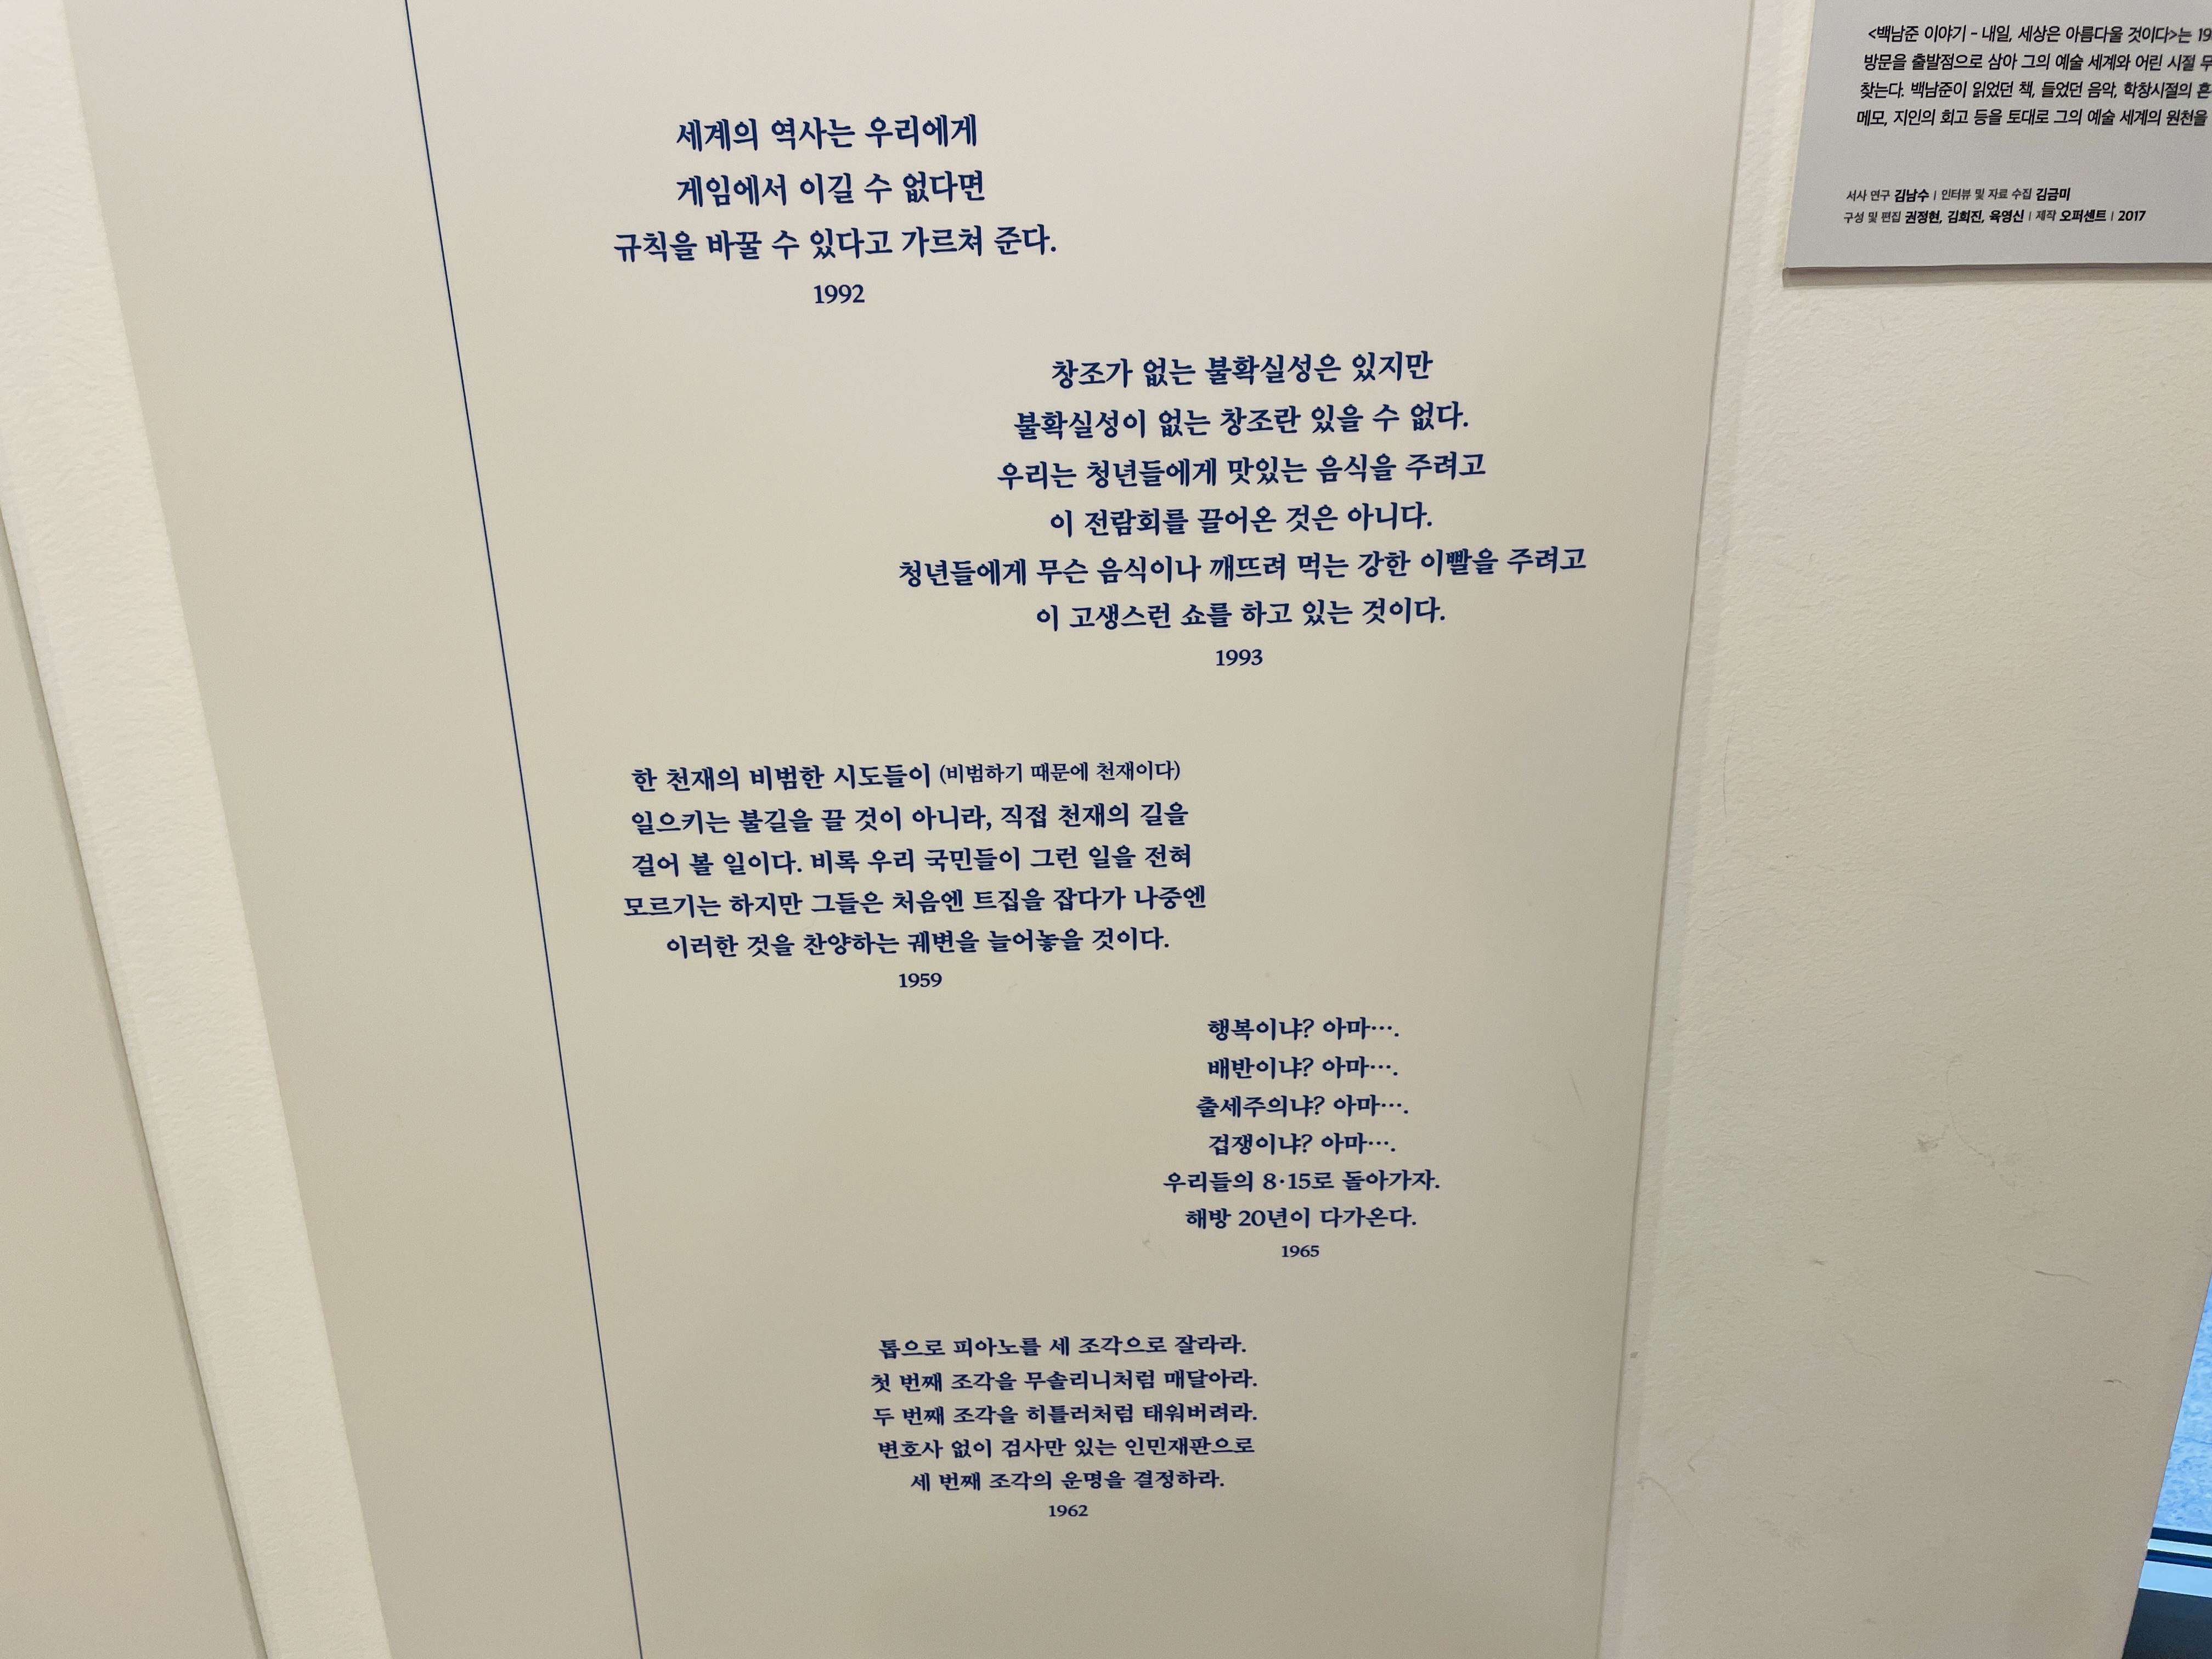 세계의 역사는 우리에게
게임에서 이길 수 없다면
규칙을 바꿀 수 있다고 가르쳐 준다.
1992
창조가 없는 불확실성은 있지만
불확실성이 없는 창조란 있을 수 없다.
우리는 청년들에게 맛있는 음식을 주려고
이 전람회를 끌어온 것은 아니다.
청년들에게 무슨 음식이나 깨뜨려 먹는 강한 이빨을 주려고
이 고생스런 쇼를 하고 있는 것이다.
1993
한 천재의 비범한 시도들이 (비범하기 때문에 천재이다)
일으키는 불길을 끌 것이 아니라, 직접 천재의 길을
걸어 볼 일이다. 비록 우리 국민들이 그런 일을 전혀
모르기는 하지만 그들은 처음엔 트집을 잡다가 나중엔
이러한 것을 찬양하는 궤변을 늘어놓을 것이다.
1959
행복이냐? 아마….
배반이냐? 아마….
출세주의냐? 아마….
겁쟁이냐? 아마….
우리들의 8·15로 돌아가자.
해방 20년이 다가온다.
1965
톱으로 피아노를 세 조각으로 잘라라.
첫 번째 조각을 무솔리니처럼 매달아라.
두 번째 조각을 히틀러처럼 태워버려라.
변호사 없이 검사만 있는 인민재판으로
세 번째 조각의 운명을 결정하라.
1962
<백남준 이야기 - 내일, 세상은 아름다울 것이다>는 19
방문을 출발점으로 삼아 그의 예술 세계와 어린 시절
찾는다. 백남준이 읽었던 책, 들었던 음악, 학창시절의
메모, 지인의 회고 등을 토대로 그의 예술 세계의 원천을
서사 연구 김남수 | 인터뷰 및 자료 수집 김금미
구성 및 편집 권정현, 김희진, 육영신 | 제작 오퍼센트 | 2017